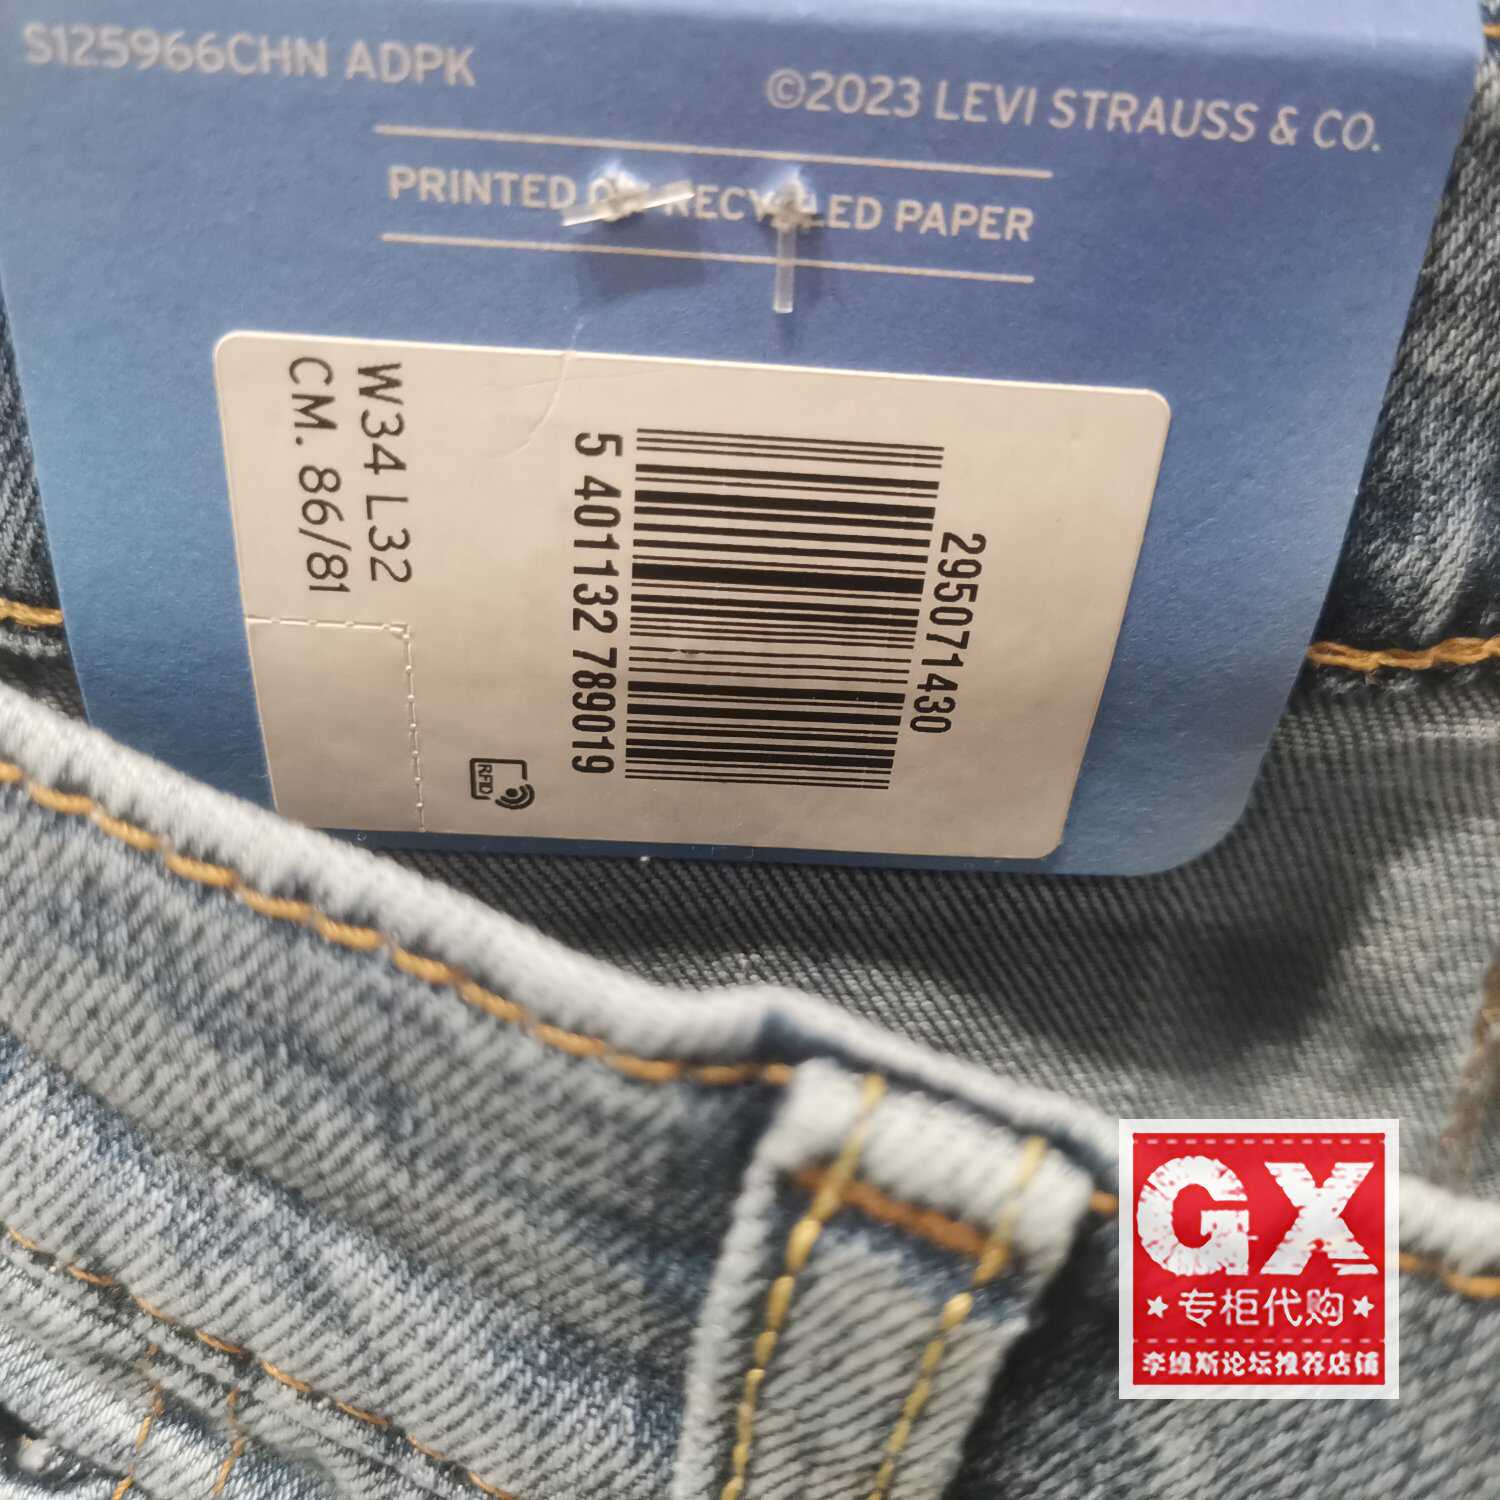 S125966CHN ADPK
©2023 LEVI STRAUSS & CO.
PRINTED ON RECYCLED PAPER
W34 L32
CM. 86/81
5 401132 789019
295071430
RFID
GX
专柜代购
李维斯论坛推荐店铺